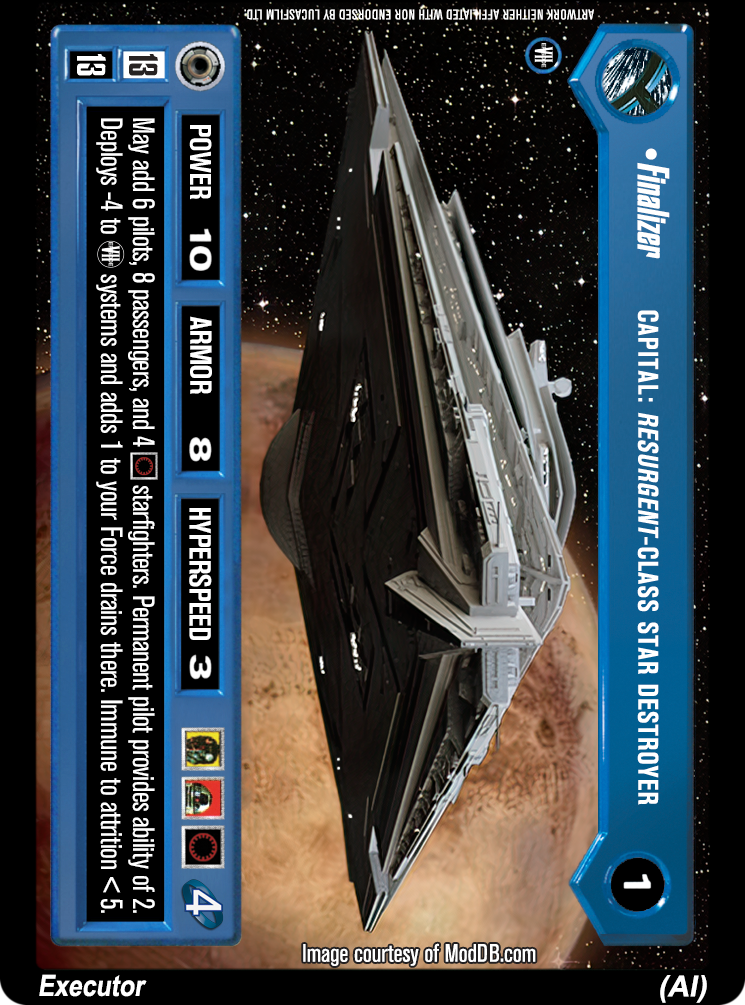 •Finalizer
CAPITAL: RESURGENT-CLASS STAR DESTROYER
1
VII
ARTWORK NEITHER AFFILIATED WITH NOR ENDORSED BY LUCASFILM LTD.
POWER 10
ARMOR 8
HYPERSPEED 3
4
13
13
May add 6 pilots, 8 passengers, and 4 starfighters. Permanent pilot provides ability of 2.
Deploys -4 to VII systems and adds 1 to your Force drains there. Immune to attrition < 5.
Image courtesy of ModDB.com
Executor
(AI)